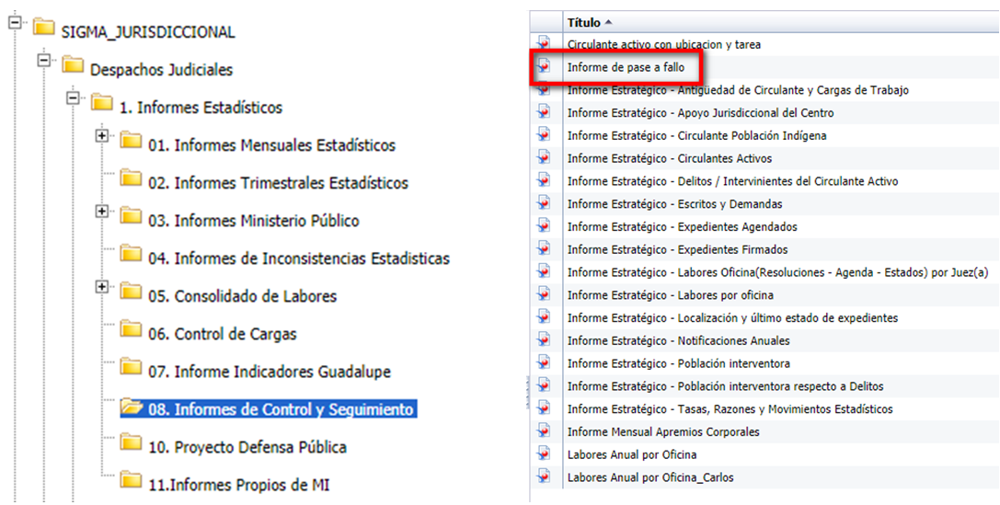 SIGMA_JURISDICCIONAL
Despachos Judiciales
1. Informes Estadísticos
01. Informes Mensuales Estadísticos
02. Informes Trimestrales Estadísticos
03. Informes Ministerio Público
04. Informes de Inconsistencias Estadisticas
05. Consolidado de Labores
06. Control de Cargas
07. Informe Indicadores Guadalupe
08. Informes de Control y Seguimiento
10. Proyecto Defensa Pública
11.Informes Propios de MI
Título
Circulante activo con ubicacion y tarea
Informe de pase a fallo
Informe Estratégico - Antigüedad de Circulante y Cargas de Trabajo
Informe Estratégico - Apoyo Jurisdiccional del Centro
Informe Estratégico - Circulante Población Indígena
Informe Estratégico - Circulantes Activos
Informe Estratégico - Delitos / Intervinientes del Circulante Activo
Informe Estratégico - Escritos y Demandas
Informe Estratégico - Expedientes Agendados
Informe Estratégico - Expedientes Firmados
Informe Estratégico - Labores Oficina(Resoluciones - Agenda - Estados) por Juez(a)
Informe Estratégico - Labores por oficina
Informe Estratégico - Localización y último estado de expedientes
Informe Estratégico - Notificaciones Anuales
Informe Estratégico - Población interventora
Informe Estratégico - Población interventora respecto a Delitos
Informe Estratégico - Tasas, Razones y Movimientos Estadísticos
Informe Mensual Apremios Corporales
Labores Anual por Oficina
Labores Anual por Oficina_Carlos